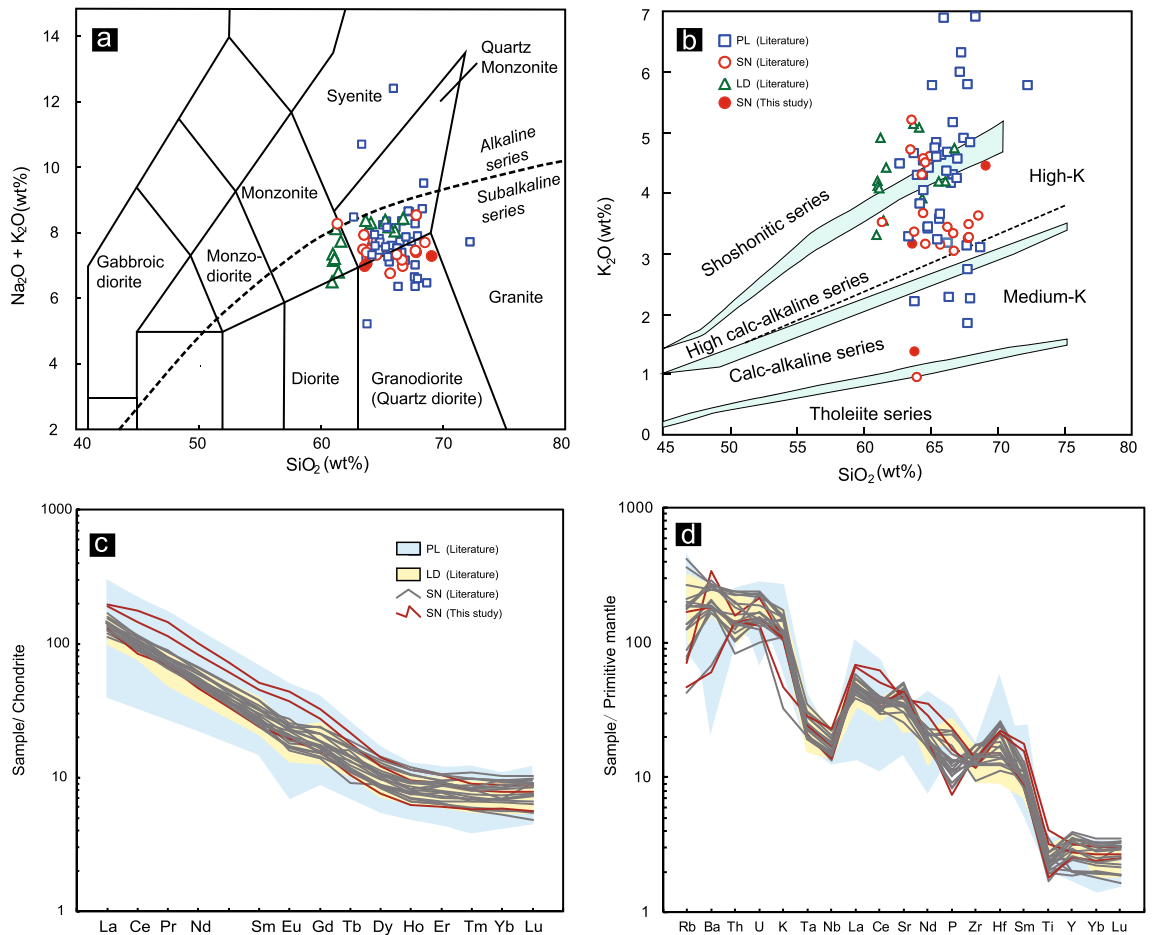 a
14
12
10
8
6
4
2
Na₂O + K₂O(wt%)
40
50
60
70
80
SiO₂ (wt%)
Quartz
Monzonite
Syenite
Alkaline
series
Subalkaline
series
Monzonite
Gabbroic
diorite
Monzo-
diorite
Granite
Diorite
Granodiorite
(Quartz diorite)
b
7
6
5
4
3
2
1
0
K₂O (wt%)
45
50
55
60
65
70
75
80
SiO₂ (wt%)
PL (Literature)
SN (Literature)
LD (Literature)
SN (This study)
Shoshonitic series
High-K
High calc-alkaline series
Medium-K
Calc-alkaline series
Tholeiite series
c
1000
100
10
1
Sample/ Chondrite
PL (Literature)
LD (Literature)
SN (Literature)
SN (This study)
La Ce Pr Nd Sm Eu Gd Tb Dy Ho Er Tm Yb Lu
d
1000
100
10
1
Sample/ Primitive mantle
Rb Ba Th U K Ta Nb La Ce Sr Nd P Zr Hf Sm Ti Y Yb Lu